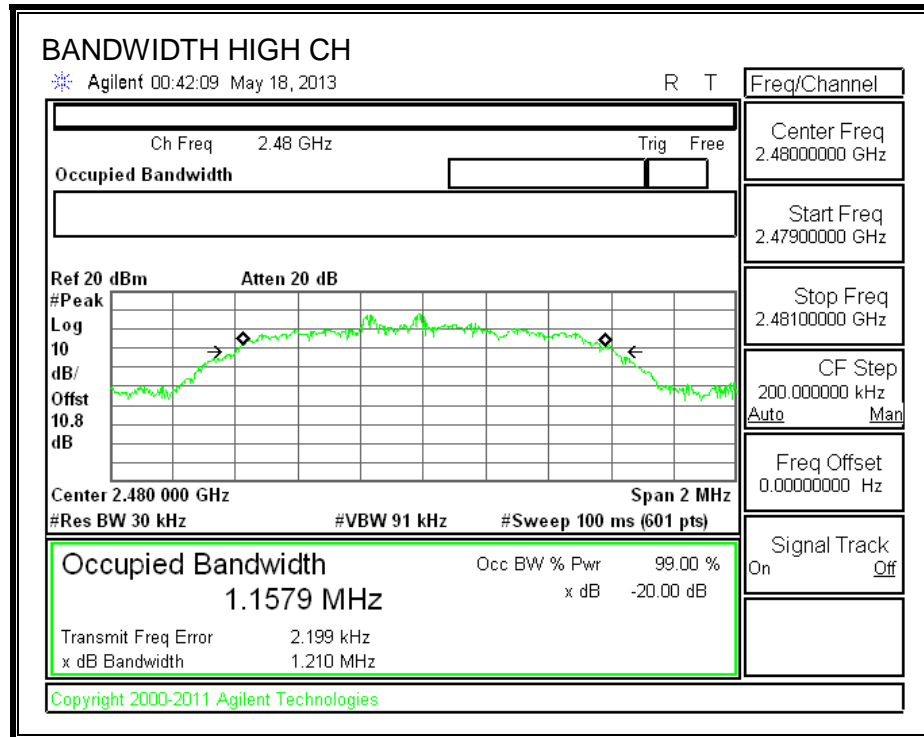 BANDWIDTH HIGH CH
Agilent 00:42:09 May 18, 2013 R T
Freq/Channel
Ch Freq 2.48 GHz Trig Free
Occupied Bandwidth
Center Freq
2.48000000 GHz
Start Freq
2.47900000 GHz
Stop Freq
2.48100000 GHz
CF Step
200.000000 kHz
Auto Man
Freq Offset
0.00000000 Hz
Signal Track
On Off
Ref 20 dBm Atten 20 dB
#Peak
Log
10
dB/
Offst
10.8
dB
Center 2.480 000 GHz Span 2 MHz
#Res BW 30 kHz #VBW 91 kHz #Sweep 100 ms (601 pts)
Occupied Bandwidth Occ BW % Pwr 99.00 %
1.1579 MHz x dB -20.00 dB
Transmit Freq Error 2.199 kHz
x dB Bandwidth 1.210 MHz
Copyright 2000-2011 Agilent Technologies